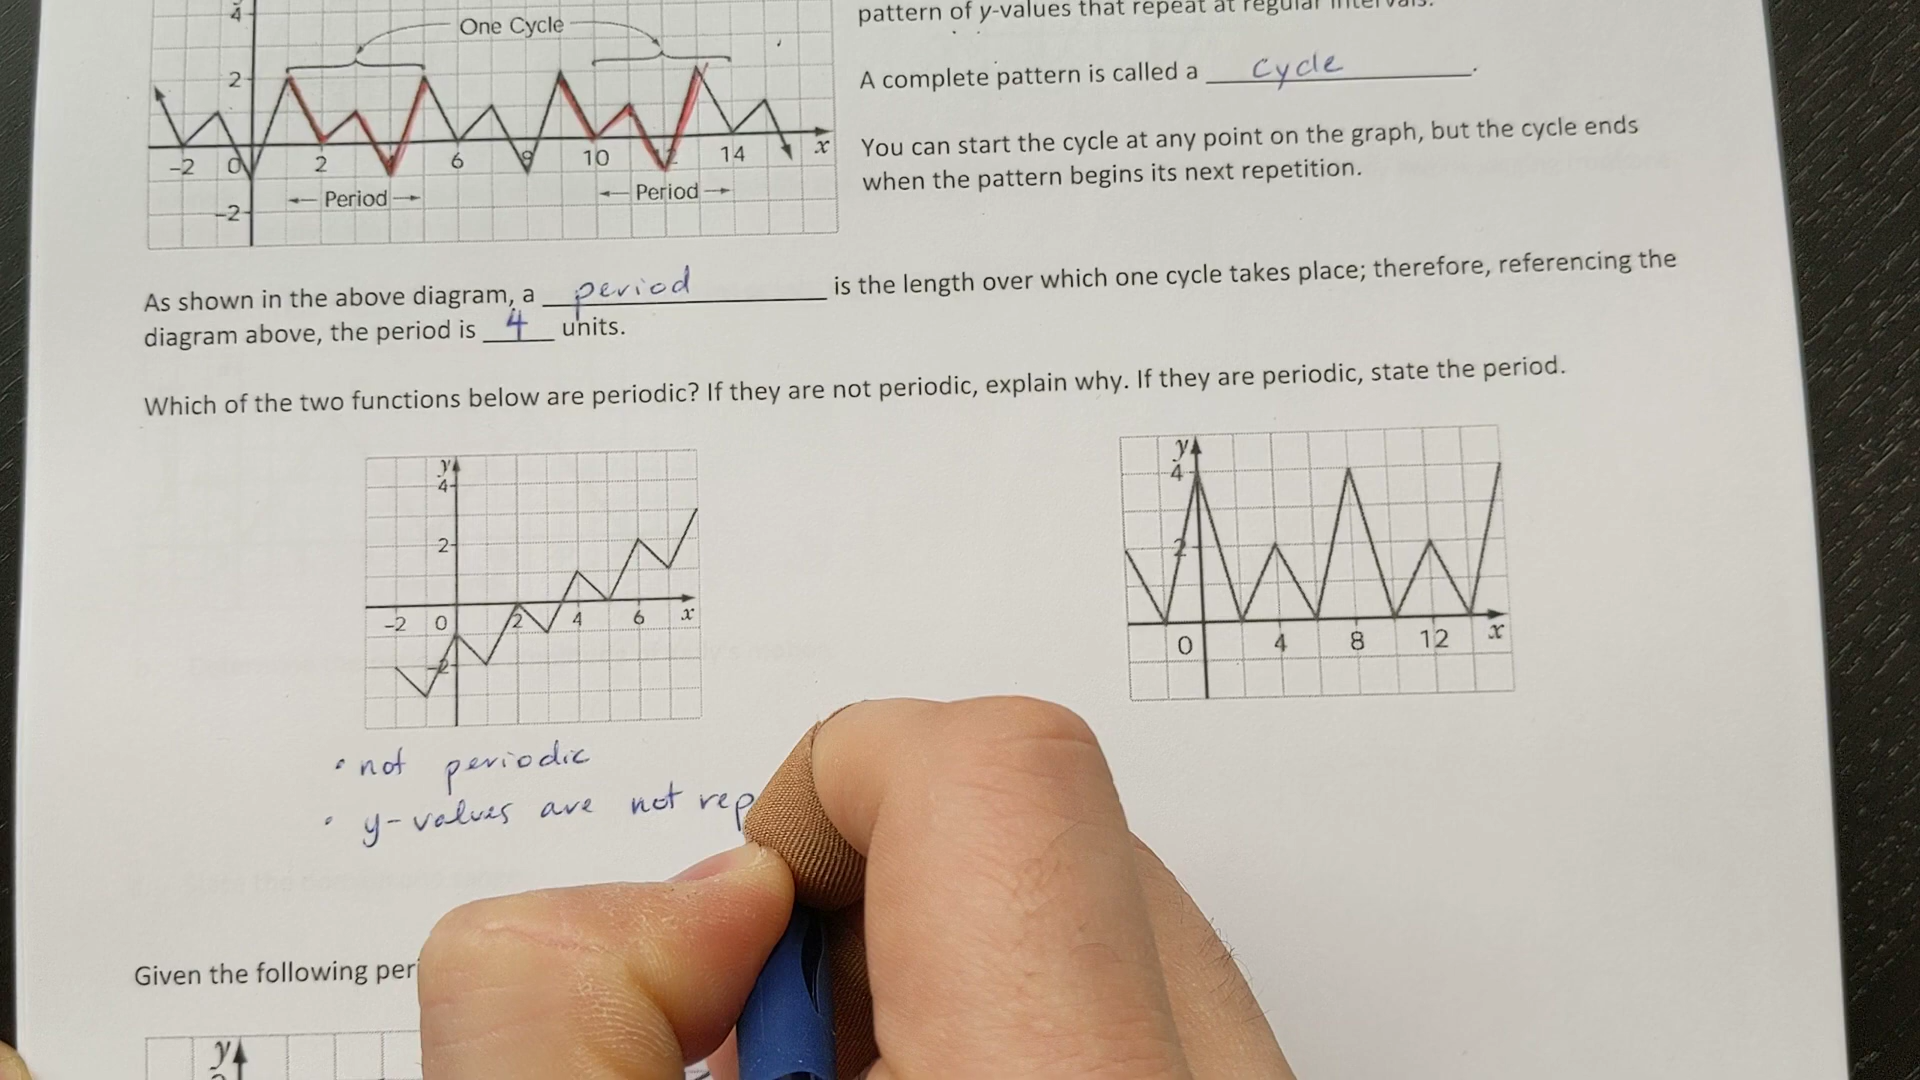 pattern of y-values that repeat at regular intervals.
4
One Cycle
2
A complete pattern is called a cycle.
-2 0 2 4 6 8 10 12 14 x
You can start the cycle at any point on the graph, but the cycle ends
when the pattern begins its next repetition.
Period Period
-2
As shown in the above diagram, a period is the length over which one cycle takes place; therefore, referencing the
diagram above, the period is 4 units.
Which of the two functions below are periodic? If they are not periodic, explain why. If they are periodic, state the period.
y
4
2
-2 0 2 4 6 x
-2
y
4
2
0 4 8 12 x
• not periodic
• y-values are not rep
Given the following per
y